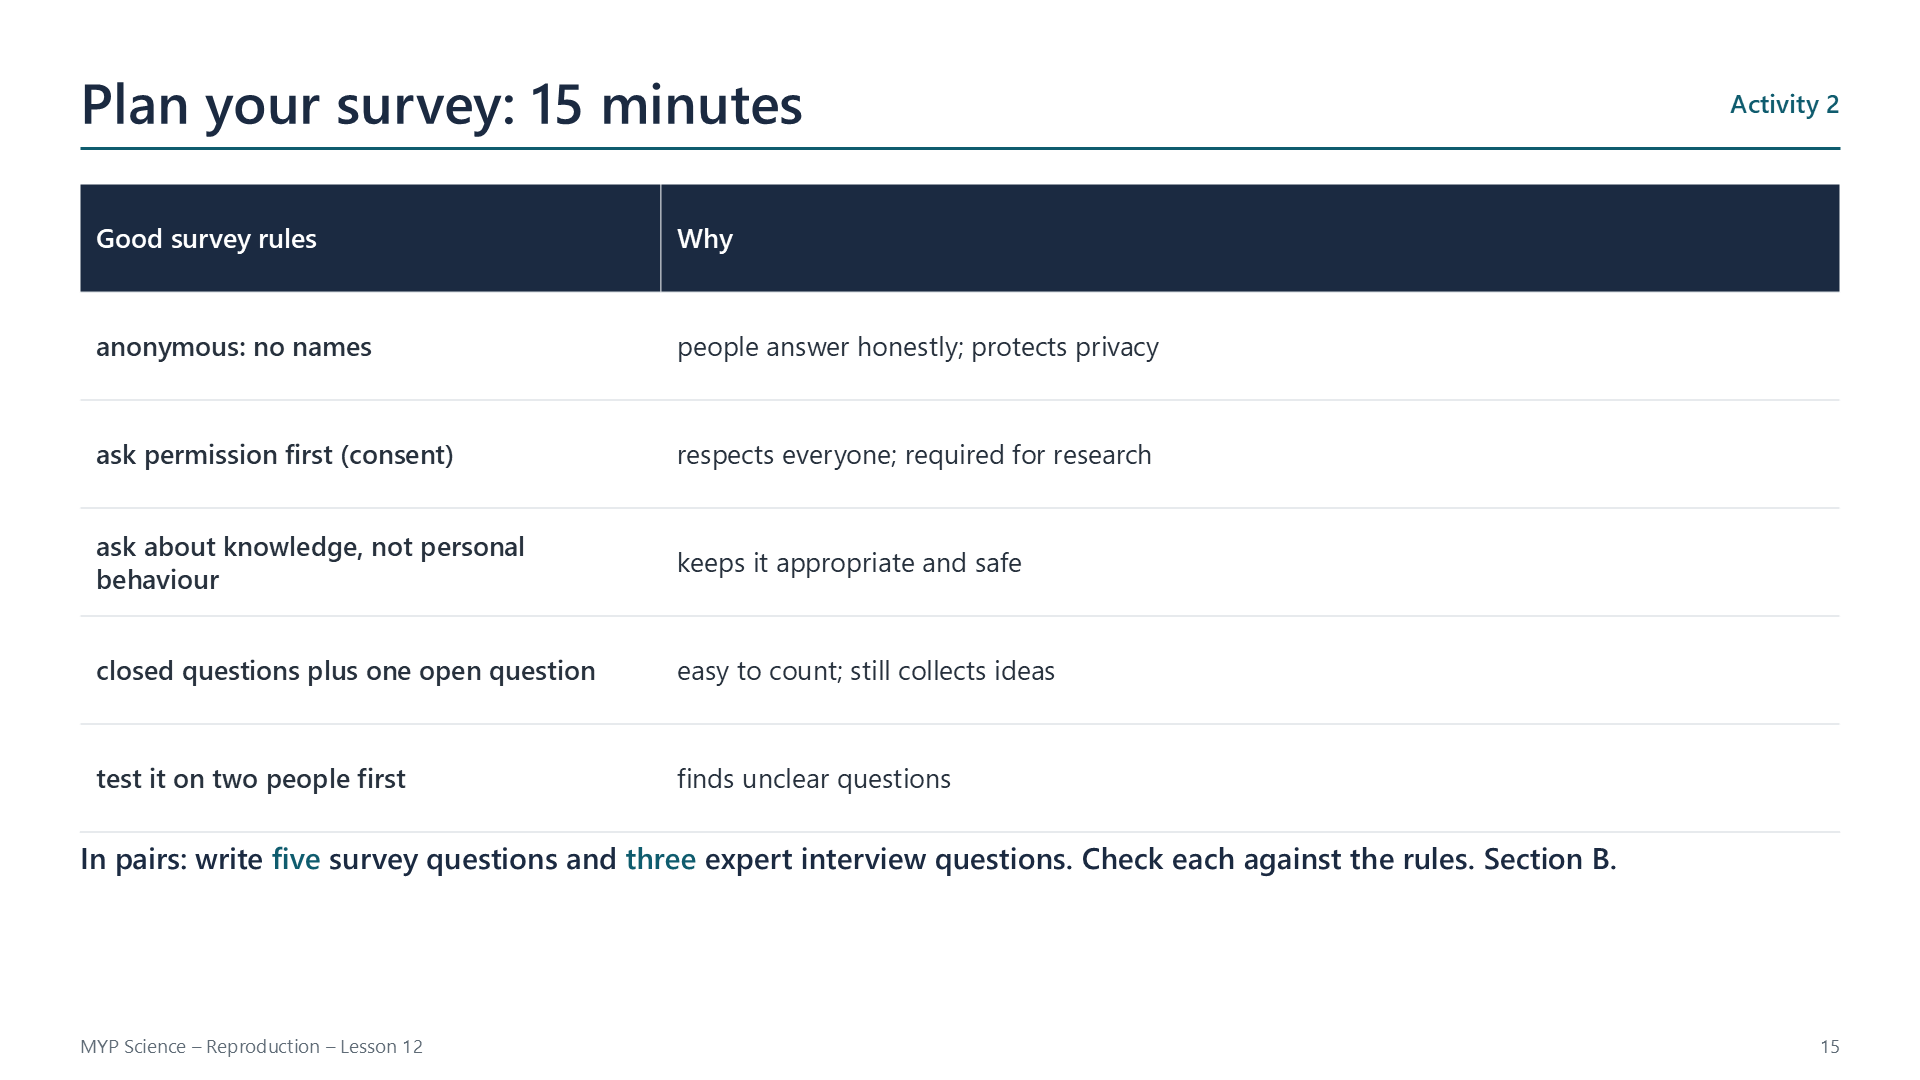 Plan your survey: 15 minutes
Activity 2
Good survey rules
Why
anonymous: no names
people answer honestly; protects privacy
ask permission first (consent)
respects everyone; required for research
ask about knowledge, not personal
behaviour
keeps it appropriate and safe
closed questions plus one open question
easy to count; still collects ideas
test it on two people first
finds unclear questions
In pairs: write five survey questions and three expert interview questions. Check each against the rules. Section B.
MYP Science – Reproduction – Lesson 12
15